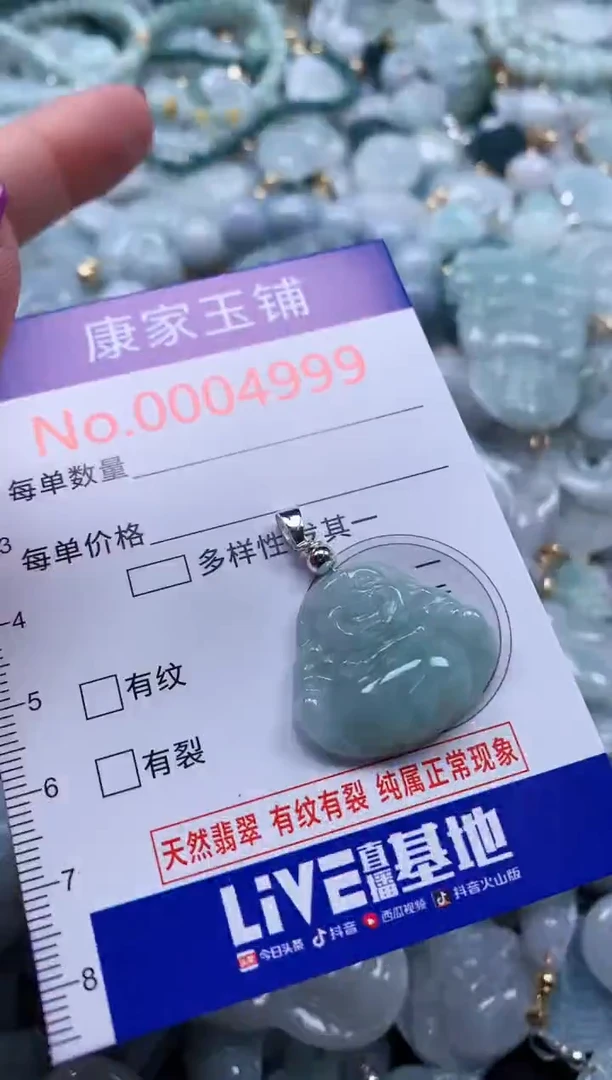 康家玉铺
No.0004999
每单数量
3
每单价格
多样性发其一
4
5
有纹
6
有裂
天然翡翠 有纹有裂 纯属正常现象
7
LiVE直播基地
今日头条 抖音 西瓜视频 抖音火山版
8